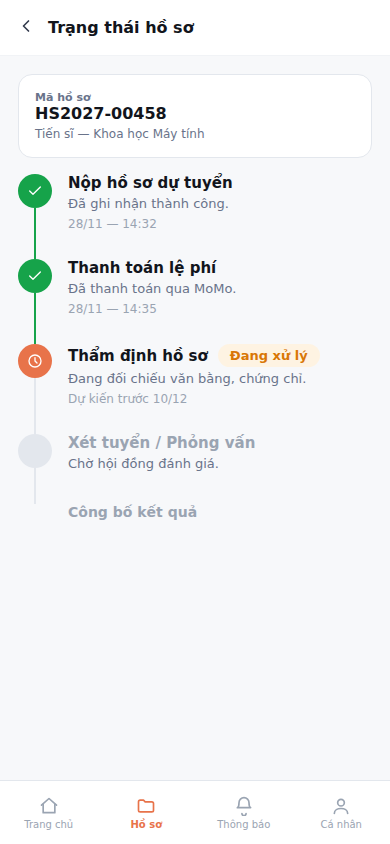 Trạng thái hồ sơ
Mã hồ sơ
HS2027-00458
Tiến sĩ — Khoa học Máy tính
Nộp hồ sơ dự tuyển
Đã ghi nhận thành công.
28/11 — 14:32
Thanh toán lệ phí
Đã thanh toán qua MoMo.
28/11 — 14:35
Thẩm định hồ sơ Đang xử lý
Đang đối chiếu văn bằng, chứng chỉ.
Dự kiến trước 10/12
Xét tuyển / Phỏng vấn
Chờ hội đồng đánh giá.
Công bố kết quả
Trang chủ Hồ sơ Thông báo Cá nhân